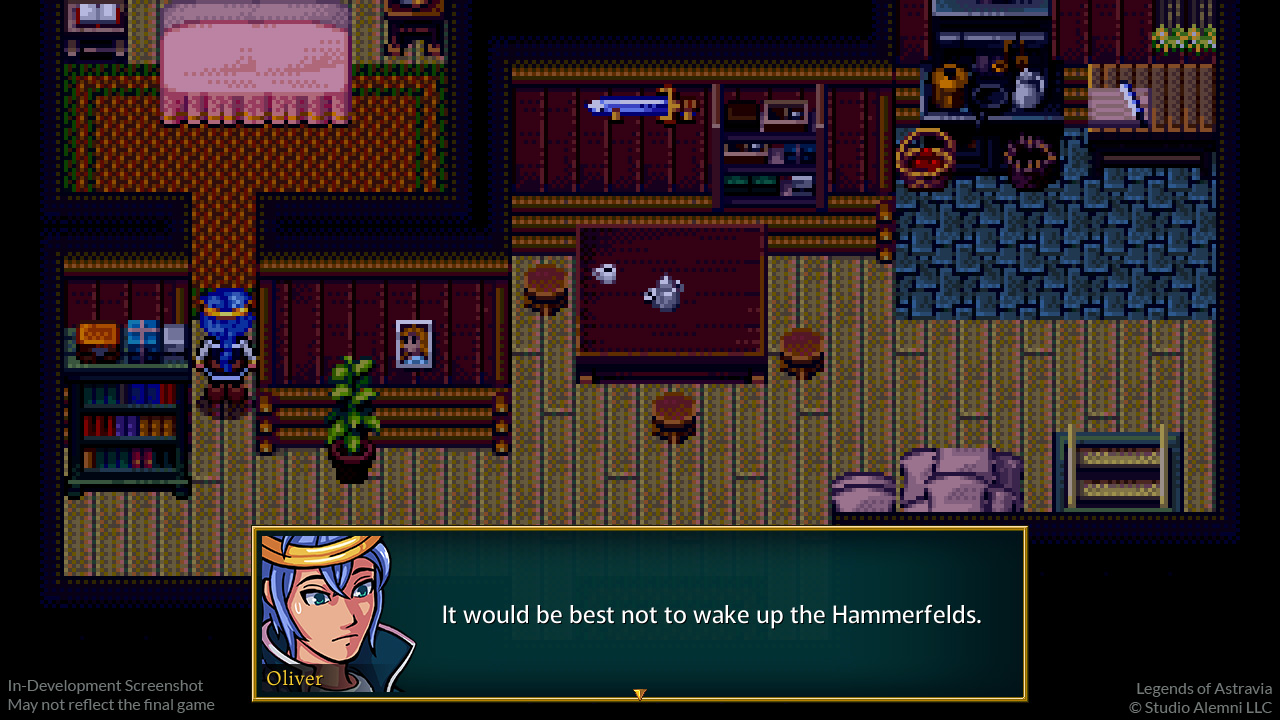 It would be best not to wake up the Hammerfelds.
Oliver
In-Development Screenshot
May not reflect the final game
Legends of Astravia
© Studio Alemni LLC